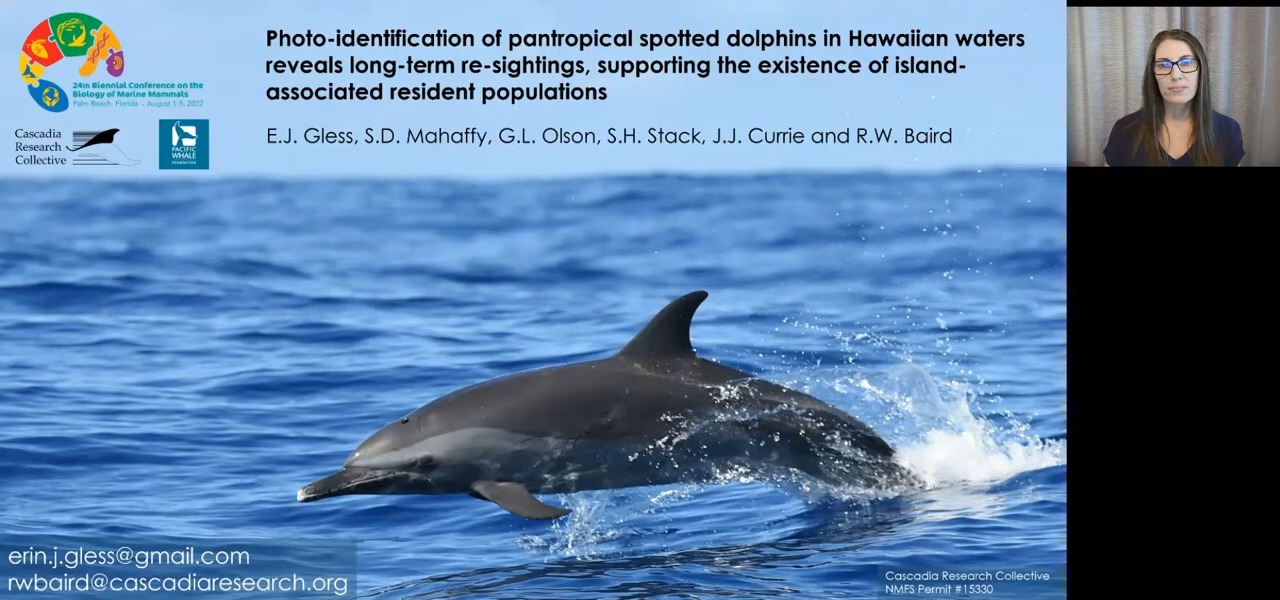 Photo-identification of pantropical spotted dolphins in Hawaiian waters
reveals long-term re-sightings, supporting the existence of island-
associated resident populations
E.J. Gless, S.D. Mahaffy, G.L. Olson, S.H. Stack, J.J. Currie and R.W. Baird
24th Biennial Conference on the
Biology of Marine Mammals
Palm Beach, Florida - August 1-5, 2022
Cascadia
Research
Collective
PACIFIC
WHALE
FOUNDATION
erin.j.gless@gmail.com
rwbaird@cascadiaresearch.org
Cascadia Research Collective
NMFS Permit #15330